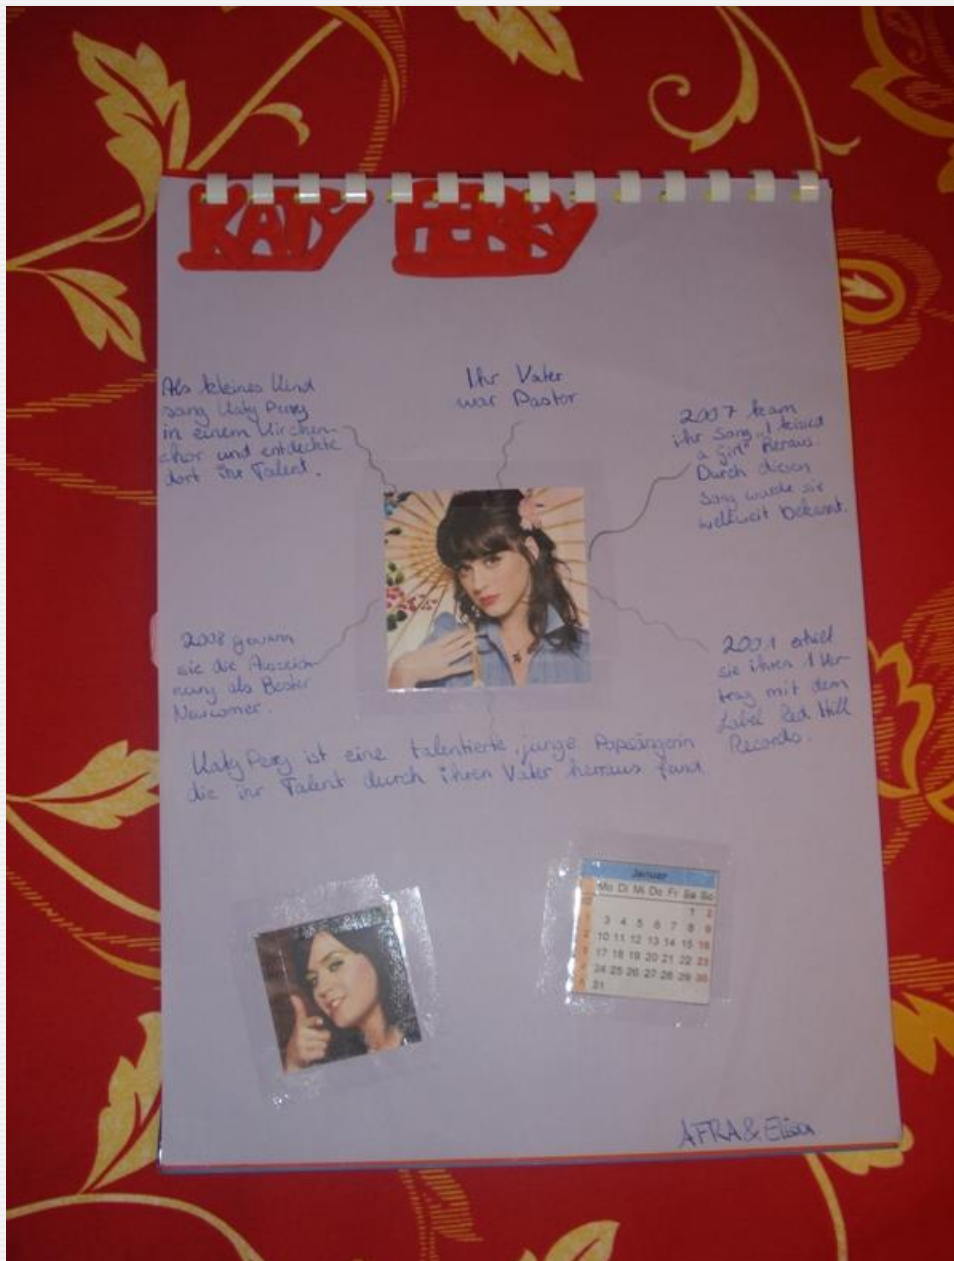 KATY PERRY
Als kleines Kind
sang Katy Perry
in einem Kirchen-
chor und entdeckte
dort ihr Talent.
Ihr Vater
war Pastor
2007 kam
ihr Song „I kissed
a girl" heraus.
Durch diesen
Song wurde sie
weltweit bekannt.
2008 gewann
sie die Auszeich-
nung als Bester
Newcomer.
2001 erhielt
sie ihren 1 Ver-
trag mit dem
Label Red Hill
Records.
Katy Perry ist eine talentierte, junge Popsängerin
die ihr Talent durch ihren Vater herraus fand
Januar
Mo Di Mi Do Fr Sa So
1 2
3 4 5 6 7 8 9
10 11 12 13 14 15 16
17 18 19 20 21 22 23
24 25 26 27 28 29 30
31
AFRA & Elisa